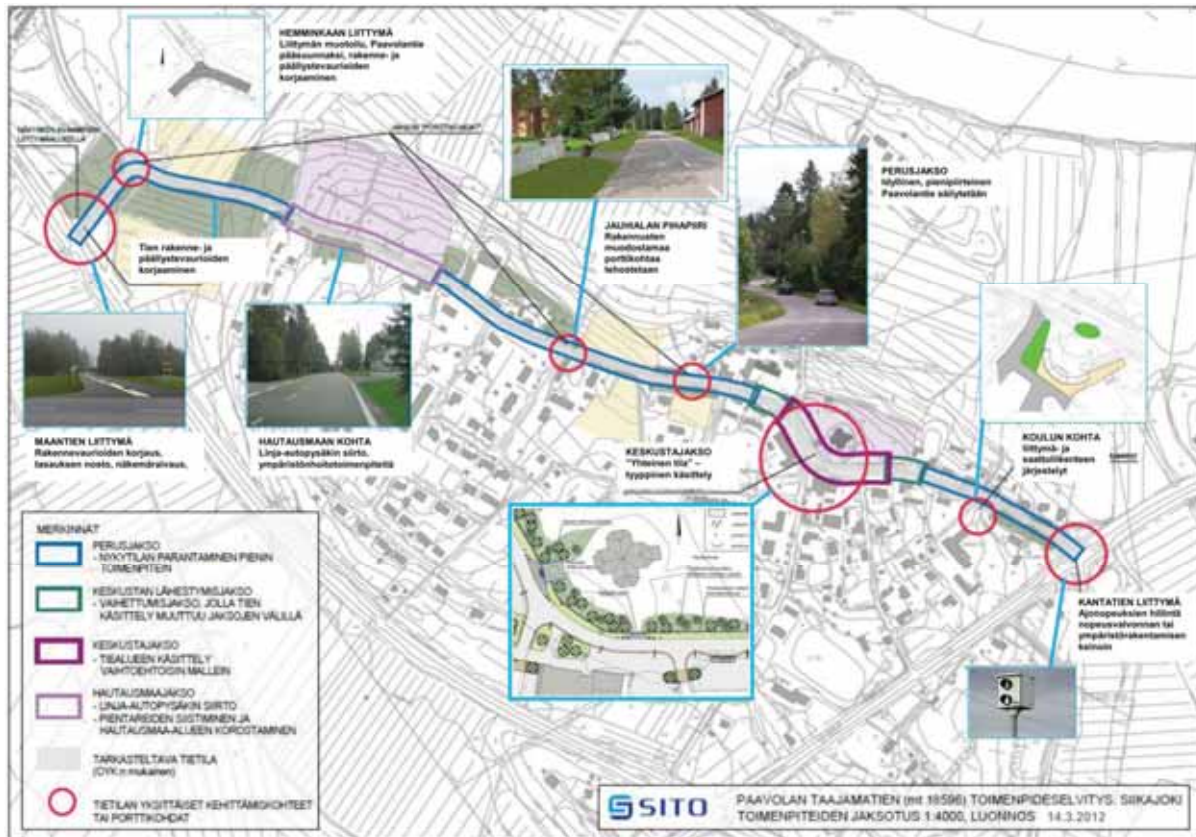 HEMMINKAAN LIITTYMÄ
Liittymän muotoilu, Paavolantie
pääsuunnaksi, rakenne- ja
päällystevaurioiden
korjaaminen
Tien rakenne- ja
päällystevaurioiden
korjaaminen
JAUHIALAN PIHAPIIRI
Rakennusten
muodostamaa
porttikohtaa
tehostetaan
PERUSJAKSO
Idyllinen, pienipiirteinen
Paavolantie säilytetään
MAANTIEN LIITTYMÄ
Rakennevaurioiden korjaus,
tasauksen nosto, näkemäraivaus,
HAUTAUSMAAN KOHTA
Linja-autopysäkin siirto,
ympäristönhoitotoimenpiteitä
KESKUSTAJAKSO
"Yhteinen tila" –
tyyppinen käsittely
KOULUN KOHTA
liittymä- ja
saattoliikenteen
järjestelyt
KANTATIEN LIITTYMÄ
Ajonopeuksien hillintä
nopeusvalvonnan tai
ympäristörakentamisen
keinoin
MERKINNÄT
PERUSJAKSO
- NYKYTILAN PARANTAMINEN PIENIN
TOIMENPITEIN
KESKUSTAN LÄHESTYMISJAKSO
- VAIHETTUMISJAKSO, JOLLA TIEN
KÄSITTELY MUUTTUU JAKSOJEN VÄLILLÄ
KESKUSTAJAKSO
- TIEALUEEN KÄSITTELY
VAIHTOEHTOISIN MALLEIN
HAUTAUSMAAJAKSO
- LINJA-AUTOPYSÄKIN SIIRTO
- PIENTAREIDEN SIISTIMINEN JA
HAUTAUSMAA-ALUEEN KOROSTAMINEN
TARKASTELTAVA TIETILA
(OYK:n mukainen)
TIETILAN YKSITTÄISET KEHITTÄMISKOHTEET
TAI PORTTIKOHDAT
SITO
PAAVOLAN TAAJAMATIEN (mt 18596) TOIMENPIDESELVITYS, SIIKAJOKI
TOIMENPITEIDEN JAKSOTUS 1:4000, LUONNOS 14.3.2012